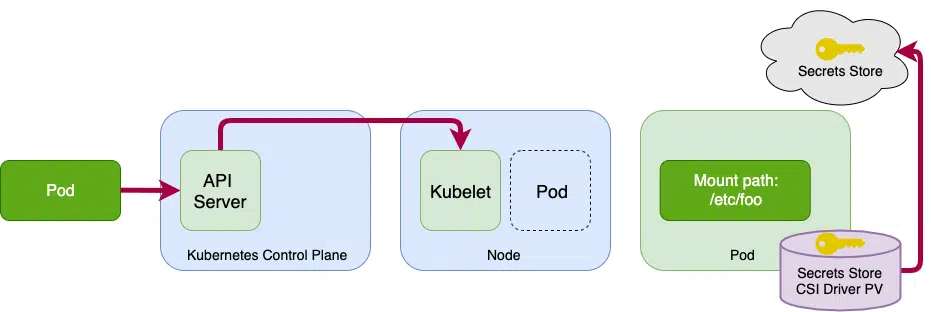 Secrets Store
Pod
API
Server
Kubernetes Control Plane
Kubelet
Pod
Node
Mount path:
/etc/foo
Pod
Secrets Store
CSI Driver PV